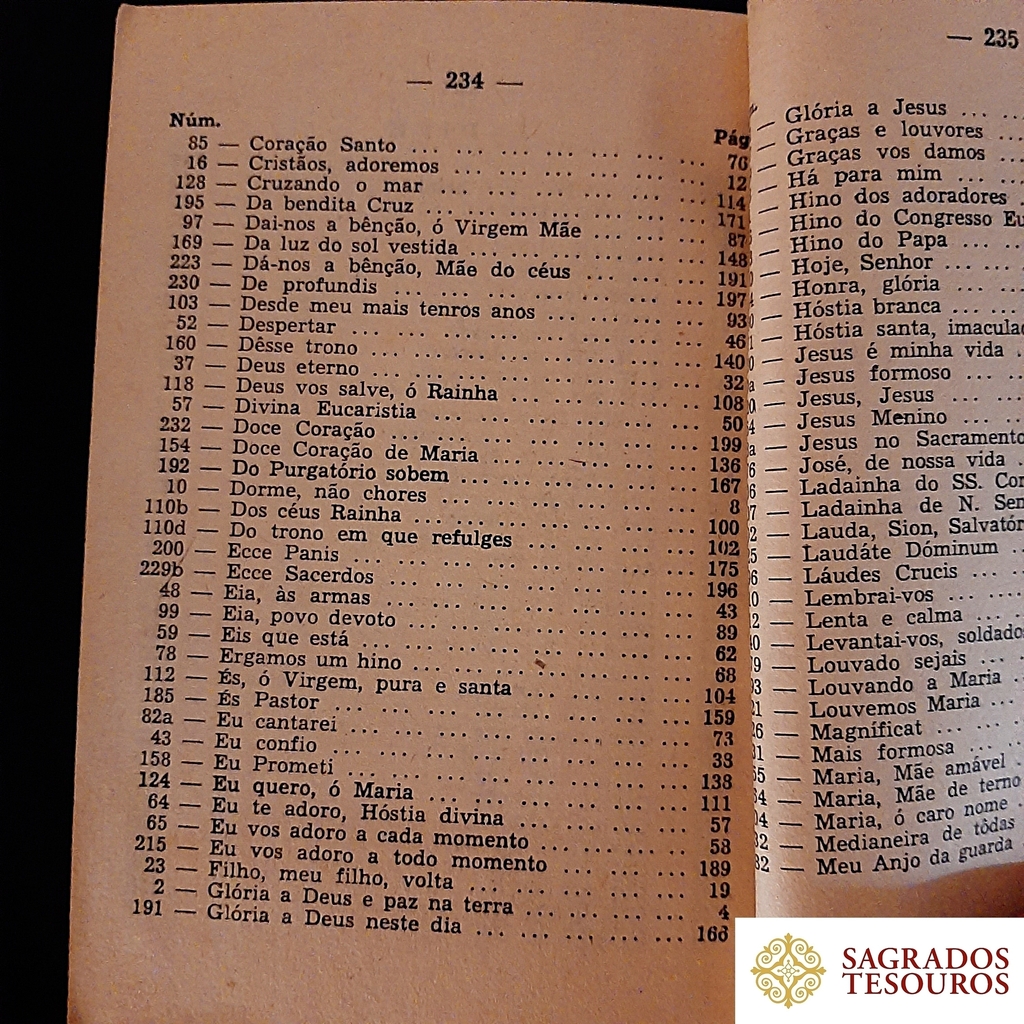 — 234 —
Núm. Pág
85 — Coração Santo ... ... ... ... ... ... ... 76
16 — Cristãos, adoremos ... ... ... ... ... ... 12
128 — Cruzando o mar ... ... ... ... ... ... 114
195 — Da bendita Cruz ... ... ... ... ... ... 171
97 — Dai-nos a bênção, ó Virgem Mãe ... ... ... 87
169 — Da luz do sol vestida ... ... ... ... ... 148
223 — Dá-nos a bênção, Mãe do céus ... ... ... 191
230 — De profundis ... ... ... ... ... ... ... 197
103 — Desde meu mais tenros anos ... ... ... ... 93
52 — Despertar ... ... ... ... ... ... ... ... 46
160 — Dêsse trono ... ... ... ... ... ... ... 140
37 — Deus eterno ... ... ... ... ... ... ... 32
118 — Deus vos salve, ó Rainha ... ... ... ... 108
57 — Divina Eucaristia ... ... ... ... ... ... 50
232 — Doce Coração ... ... ... ... ... ... ... 199
154 — Doce Coração de Maria ... ... ... ... ... 136
192 — Do Purgatório sobem ... ... ... ... ... 167
10 — Dorme, não chores ... ... ... ... ... ... 8
110b — Dos céus Rainha ... ... ... ... ... ... 100
110d — Do trono em que refulges ... ... ... ... 102
200 — Ecce Panis ... ... ... ... ... ... ... 175
229b — Ecce Sacerdos ... ... ... ... ... ... ... 196
48 — Eia, às armas ... ... ... ... ... ... ... 43
99 — Eia, povo devoto ... ... ... ... ... ... 89
59 — Eis que está ... ... ... ... ... ... ... 62
78 — Ergamos um hino ... ... ... ... ... ... 68
112 — És, ó Virgem, pura e santa ... ... ... ... 104
185 — És Pastor ... ... ... ... ... ... ... ... 159
82a — Eu cantarei ... ... ... ... ... ... ... 73
43 — Eu confio ... ... ... ... ... ... ... ... 38
158 — Eu Prometi ... ... ... ... ... ... ... 138
124 — Eu quero, ó Maria ... ... ... ... ... ... 111
64 — Eu te adoro, Hóstia divina ... ... ... ... 57
65 — Eu vos adoro a cada momento ... ... ... 58
215 — Eu vos adoro a todo momento ... ... ... 189
23 — Filho, meu filho, volta ... ... ... ... ... 19
2 — Glória a Deus e paz na terra ... ... ... 4
191 — Glória a Deus neste dia ... ... ... ... ... 166
— 235
— Glória a Jesus ... ...
— Graças e louvores ...
— Graças vos damos ...
— Há para mim ... ...
— Hino dos adoradores .
— Hino do Congresso Eu
— Hino do Papa ... ...
— Hoje, Senhor ... ...
— Honra, glória ... ...
— Hóstia branca ... ...
— Hóstia santa, imaculad
— Jesus é minha vida .
— Jesus formoso ... ...
— Jesus, Jesus ... ...
— Jesus Menino ... ...
— Jesus no Sacramento
— José, de nossa vida .
— Ladainha do SS. Cor
— Ladainha de N. Sen
— Lauda, Sion, Salvatór
— Laudáte Dóminum ...
— Láudes Crucis ... ...
— Lembrai-vos ... ...
— Lenta e calma ... ...
— Levantai-vos, soldados
— Louvado sejais ... ...
— Louvando a Maria ...
— Louvemos Maria ... ...
— Magníficat ... ...
— Mais formosa ... ...
— Maria, Mãe amável ...
— Maria, Mãe de terno
— Maria, ó caro nome .
— Medianeira de tôdas
— Meu Anjo da guarda ...
SAGRADOS
TESOUROS